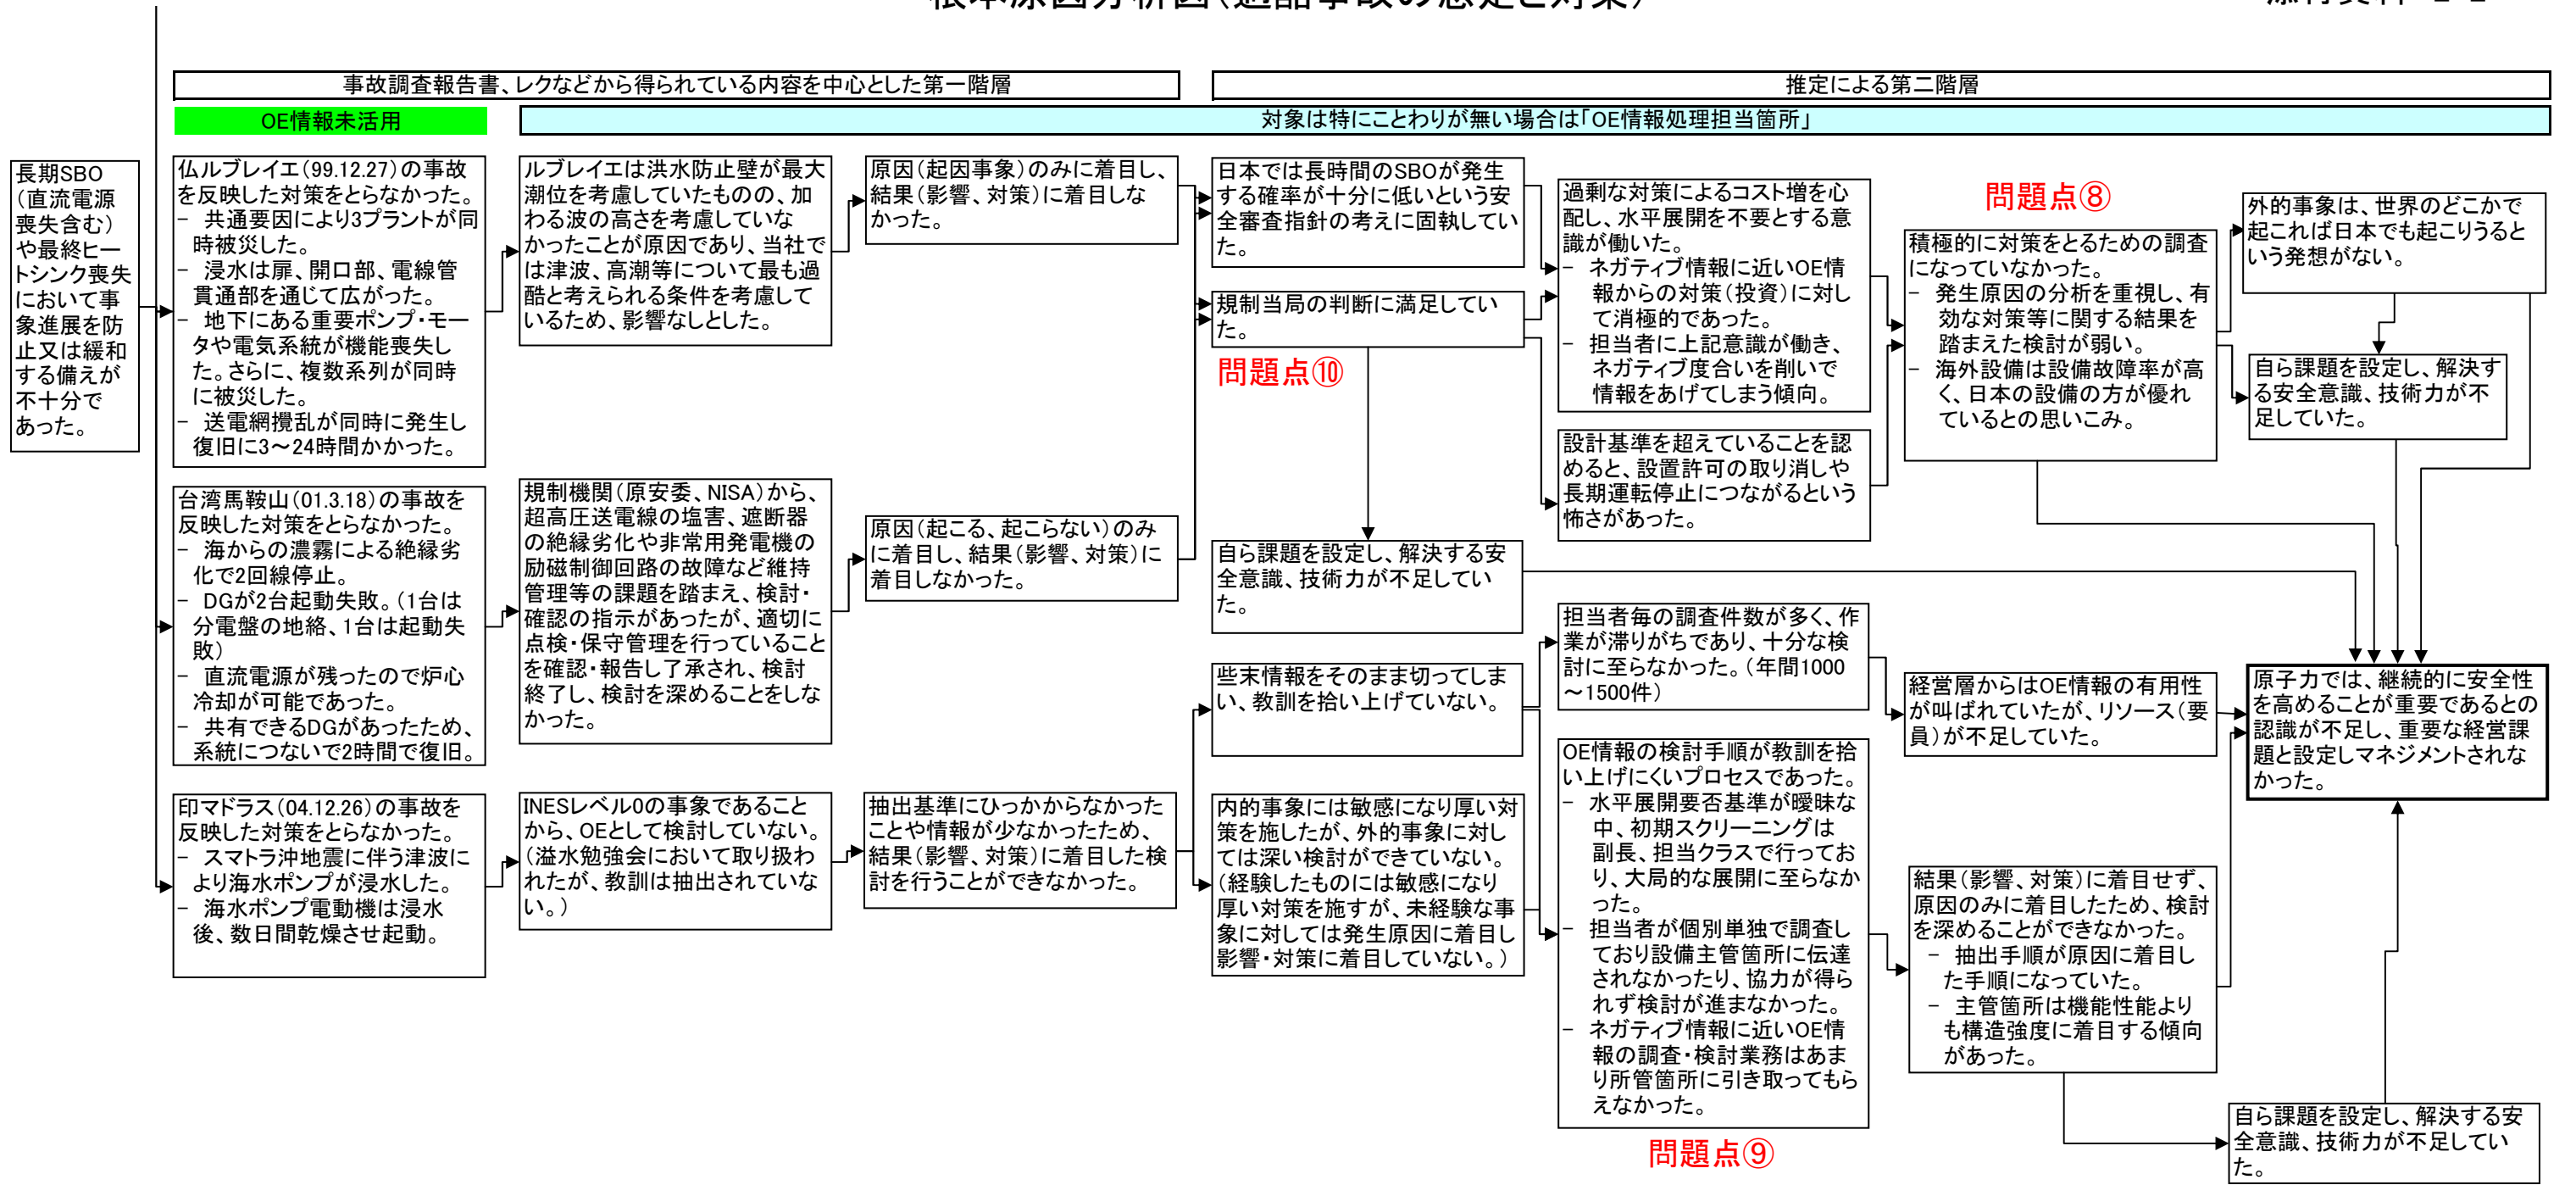 根本原因分析図（過酷事故の想定と対策）
添付資料 2-2
事故調査報告書、レクなどから得られている内容を中心とした第一階層
推定による第二階層
OE情報未活用
対象は特にことわりが無い場合は「OE情報処理担当箇所」
長期SBO
（直流電源
喪失含む）
や最終ヒー
トシンク喪失
において事
象進展を防
止又は緩和
する備えが
不十分で
あった。
仏ルブレイエ（99.12.27）の事故
を反映した対策をとらなかった。
－ 共通要因により3プラントが同
時被災した。
－ 浸水は扉、開口部、電線管
貫通部を通じて広がった。
－ 地下にある重要ポンプ・モー
タや電気系統が機能喪失し
た。さらに、複数系列が同時
に被災した。
－ 送電網攪乱が同時に発生し
復旧に3～24時間かかった。
ルブレイエは洪水防止壁が最大
潮位を考慮していたものの、加
わる波の高さを考慮していな
かったことが原因であり、当社で
は津波、高潮等について最も過
酷と考えられる条件を考慮して
いるため、影響なしとした。
原因（起因事象）のみに着目し、
結果（影響、対策）に着目しな
かった。
日本では長時間のSBOが発生
する確率が十分に低いという安
全審査指針の考えに固執してい
た。
規制当局の判断に満足してい
た。
問題点⑩
過剰な対策によるコスト増を心
配し、水平展開を不要とする意
識が働いた。
－ ネガティブ情報に近いOE情
報からの対策（投資）に対し
て消極的であった。
－ 担当者に上記意識が働き、
ネガティブ度合いを削いで
情報をあげてしまう傾向。
設計基準を超えていることを認
めると、設置許可の取り消しや
長期運転停止につながるという
怖さがあった。
問題点⑧
積極的に対策をとるための調査
になっていなかった。
－ 発生原因の分析を重視し、有
効な対策等に関する結果を
踏まえた検討が弱い。
－ 海外設備は設備故障率が高
く、日本の設備の方が優れ
ているとの思いこみ。
外的事象は、世界のどこかで
起これば日本でも起こりうると
いう発想がない。
自ら課題を設定し、解決す
る安全意識、技術力が不
足していた。
台湾馬鞍山（01.3.18）の事故を
反映した対策をとらなかった。
－ 海からの濃霧による絶縁劣
化で2回線停止。
－ DGが2台起動失敗。（1台は
分電盤の地絡、1台は起動失
敗）
－ 直流電源が残ったので炉心
冷却が可能であった。
－ 共有できるDGがあったため、
系統につないで2時間で復旧。
規制機関（原安委、NISA）から、
超高圧送電線の塩害、遮断器
の絶縁劣化や非常用発電機の
励磁制御回路の故障など維持
管理等の課題を踏まえ、検討・
確認の指示があったが、適切に
点検・保守管理を行っていること
を確認・報告し了承され、検討
終了し、検討を深めることをしな
かった。
原因（起こる、起こらない）のみ
に着目し、結果（影響、対策）に
着目しなかった。
自ら課題を設定し、解決する安
全意識、技術力が不足してい
た。
些末情報をそのまま切ってしま
い、教訓を拾い上げていない。
担当者毎の調査件数が多く、作
業が滞りがちであり、十分な検
討に至らなかった。（年間1000
～1500件）
経営層からはOE情報の有用性
が叫ばれていたが、リソース（要
員）が不足していた。
原子力では、継続的に安全性
を高めることが重要であるとの
認識が不足し、重要な経営課
題と設定しマネジメントされな
かった。
印マドラス（04.12.26）の事故を
反映した対策をとらなかった。
－ スマトラ沖地震に伴う津波に
より海水ポンプが浸水した。
－ 海水ポンプ電動機は浸水
後、数日間乾燥させ起動。
INESレベル0の事象であること
から、OEとして検討していない。
（溢水勉強会において取り扱わ
れたが、教訓は抽出されていな
い。）
抽出基準にひっかからなかった
ことや情報が少なかったため、
結果（影響、対策）に着目した検
討を行うことができなかった。
内的事象には敏感になり厚い対
策を施したが、外的事象に対し
ては深い検討ができていない。
（経験したものには敏感になり
厚い対策を施すが、未経験な事
象に対しては発生原因に着目し
影響・対策に着目していない。）
OE情報の検討手順が教訓を拾
い上げにくいプロセスであった。
－ 水平展開要否基準が曖昧な
中、初期スクリーニングは
副長、担当クラスで行ってお
り、大局的な展開に至らなか
った。
－ 担当者が個別単独で調査し
ており設備主管箇所に伝達
されなかったり、協力が得ら
れず検討が進まなかった。
－ ネガティブ情報に近いOE情
報の調査・検討業務はあま
り所管箇所に引き取ってもら
えなかった。
問題点⑨
結果（影響、対策）に着目せず、
原因のみに着目したため、検討
を深めることができなかった。
－ 抽出手順が原因に着目し
た手順になっていた。
－ 主管箇所は機能性能より
も構造強度に着目する傾向
があった。
自ら課題を設定し、解決する安
全意識、技術力が不足してい
た。